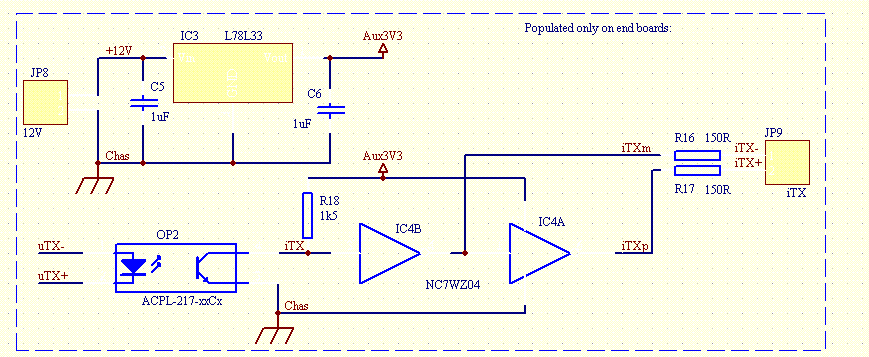 Populated only on end boards:
IC3 L78L33
Aux3V3
+12V
JP8
C5
1uF
C6
1uF
12V
Chas
Aux3V3
iTXm
R16 150R
JP9
iTX-
iTX+
R17 150R
iTX
R18
1k5
IC4B
IC4A
OP2
uTX-
iTX
iTXp
uTX+
NC7WZ04
ACPL-217-xxCx
Chas